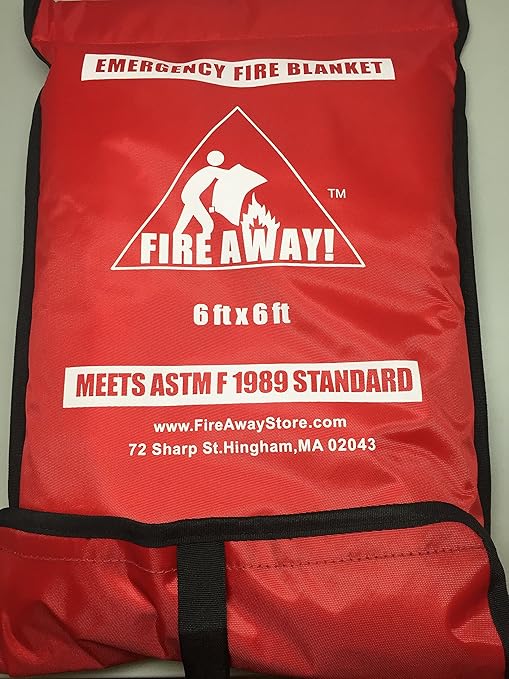 EMERGENCY FIRE BLANKET
TM
FIRE AWAY!
6 ft x 6 ft
MEETS ASTM F 1989 STANDARD
www.FireAwayStore.com
72 Sharp St.Hingham,MA 02043